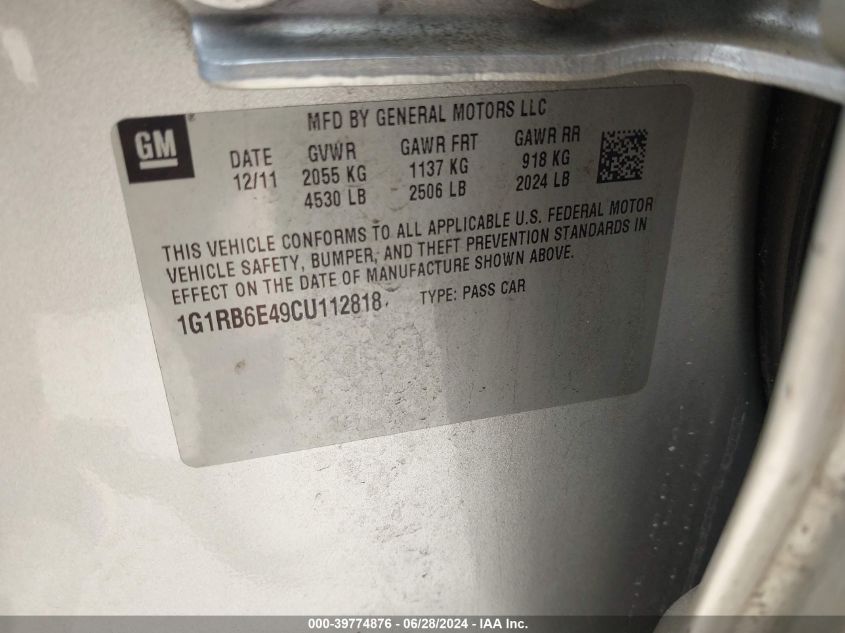 MFD BY GENERAL MOTORS LLC
GM
DATE GVWR GAWR FRT GAWR RR
12/11 2055 KG 1137 KG 918 KG
4530 LB 2506 LB 2024 LB
THIS VEHICLE CONFORMS TO ALL APPLICABLE U.S. FEDERAL MOTOR
VEHICLE SAFETY, BUMPER, AND THEFT PREVENTION STANDARDS IN
EFFECT ON THE DATE OF MANUFACTURE SHOWN ABOVE.
1G1RB6E49CU112818 TYPE: PASS CAR
000-39774876 - 06/28/2024 - IAA Inc.